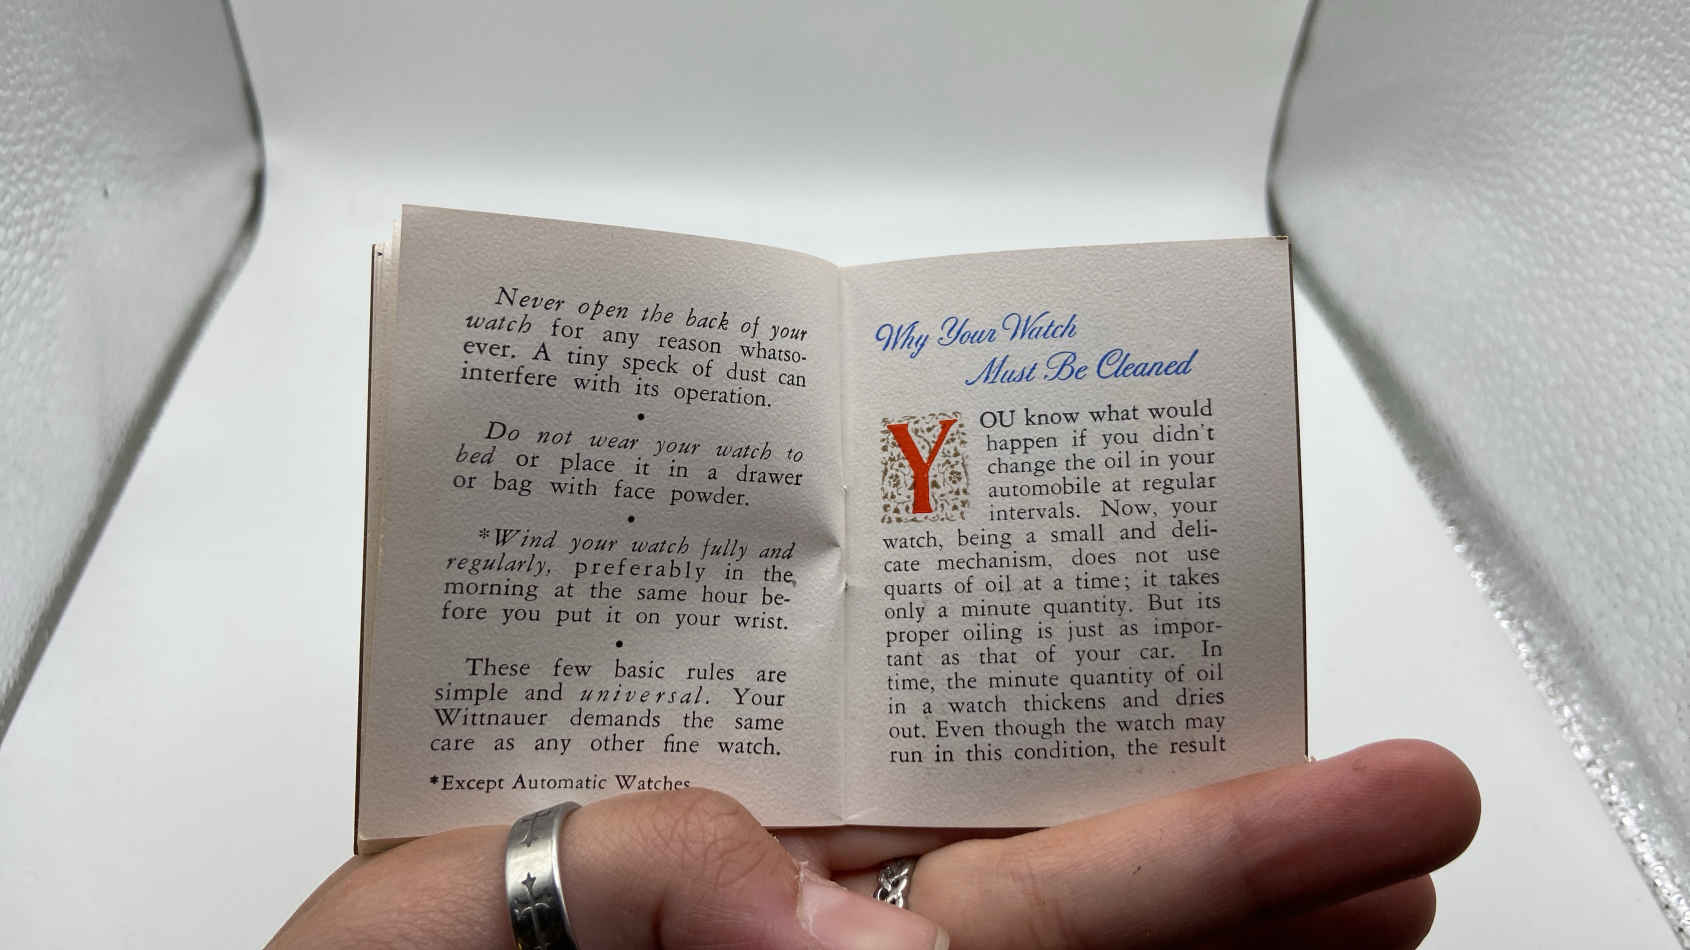 Never open the back of your
watch for any reason whatso-
ever. A tiny speck of dust can
interfere with its operation.
•
Do not wear your watch to
bed or place it in a drawer
or bag with face powder.
•
*Wind your watch fully and
regularly, preferably in the
morning at the same hour be-
fore you put it on your wrist.
•
These few basic rules are
simple and universal. Your
Wittnauer demands the same
care as any other fine watch.
*Except Automatic Watches
Why Your Watch
Must Be Cleaned
YOU know what would
happen if you didn't
change the oil in your
automobile at regular
intervals. Now, your
watch, being a small and deli-
cate mechanism, does not use
quarts of oil at a time; it takes
only a minute quantity. But its
proper oiling is just as impor-
tant as that of your car. In
time, the minute quantity of oil
in a watch thickens and dries
out. Even though the watch may
run in this condition, the result